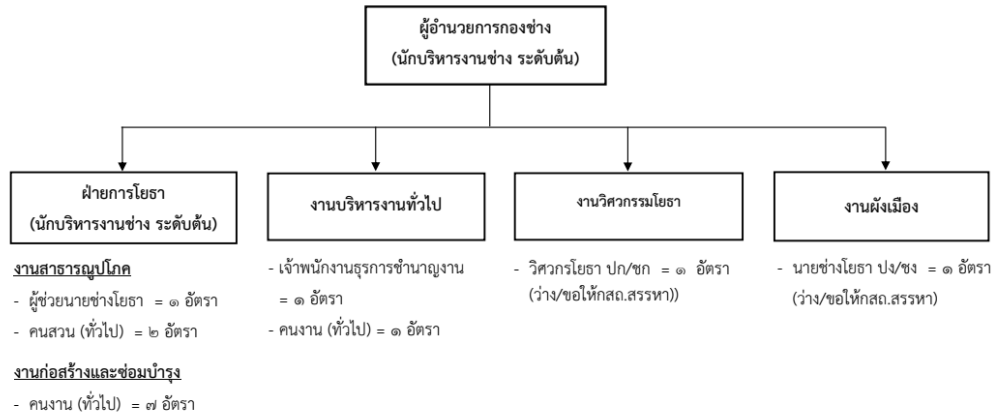 ผู้อำนวยการกองช่าง
(นักบริหารงานช่าง ระดับต้น)
ฝ่ายการโยธา
(นักบริหารงานช่าง ระดับต้น)
งานสาธารณูปโภค
- ผู้ช่วยนายช่างโยธา = ๑ อัตรา
- คนสวน (ทั่วไป) = ๒ อัตรา
งานก่อสร้างและซ่อมบำรุง
- คนงาน (ทั่วไป) = ๗ อัตรา
งานบริหารงานทั่วไป
- เจ้าพนักงานธุรการชำนาญงาน
= ๑ อัตรา
- คนงาน (ทั่วไป) = ๑ อัตรา
งานวิศวกรรมโยธา
- วิศวกรโยธา ปก/ชก = ๑ อัตรา
(ว่าง/ขอให้กสถ.สรรหา))
งานผังเมือง
- นายช่างโยธา ปง/ชง = ๑ อัตรา
(ว่าง/ขอให้กสถ.สรรหา)